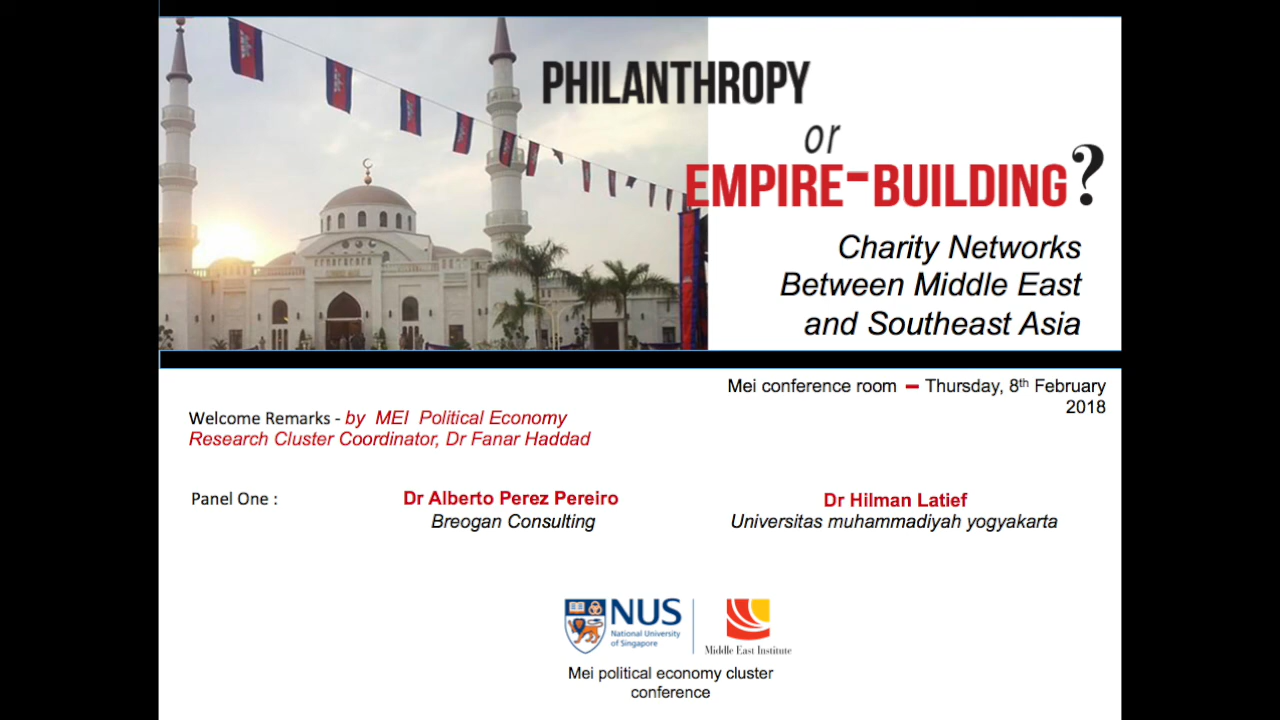 PHILANTHROPY
or
EMPIRE-BUILDING?
Charity Networks
Between Middle East
and Southeast Asia
Mei conference room – Thursday, 8th February
2018
Welcome Remarks - by MEI Political Economy
Research Cluster Coordinator, Dr Fanar Haddad
Panel One :
Dr Alberto Perez Pereiro
Breogan Consulting
Dr Hilman Latief
Universitas muhammadiyah yogyakarta
NUS
National University
of Singapore
Middle East Institute
Mei political economy cluster
conference